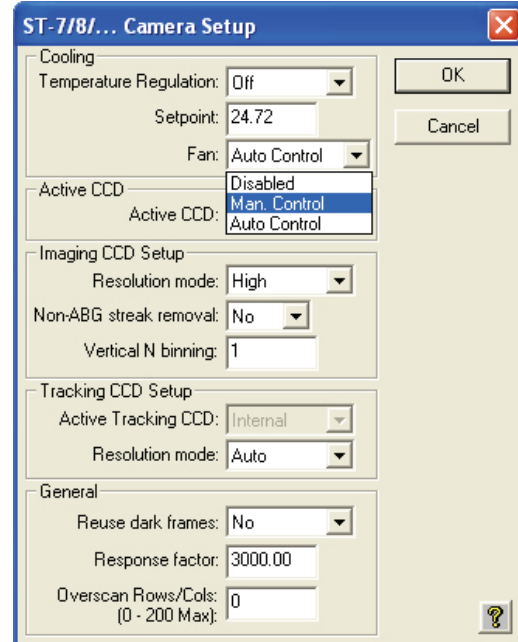 ST-7/8/... Camera Setup
Cooling
Temperature Regulation: Off
OK
Setpoint: 24.72
Cancel
Fan: Auto Control
Disabled
Man. Control
Auto Control
Active CCD
Active CCD:
Imaging CCD Setup
Resolution mode: High
Non-ABG streak removal: No
Vertical N binning: 1
Tracking CCD Setup
Active Tracking CCD: Internal
Resolution mode: Auto
General
Reuse dark frames: No
Response factor: 3000.00
Overscan Rows/Cols: 0
(0 - 200 Max):
?